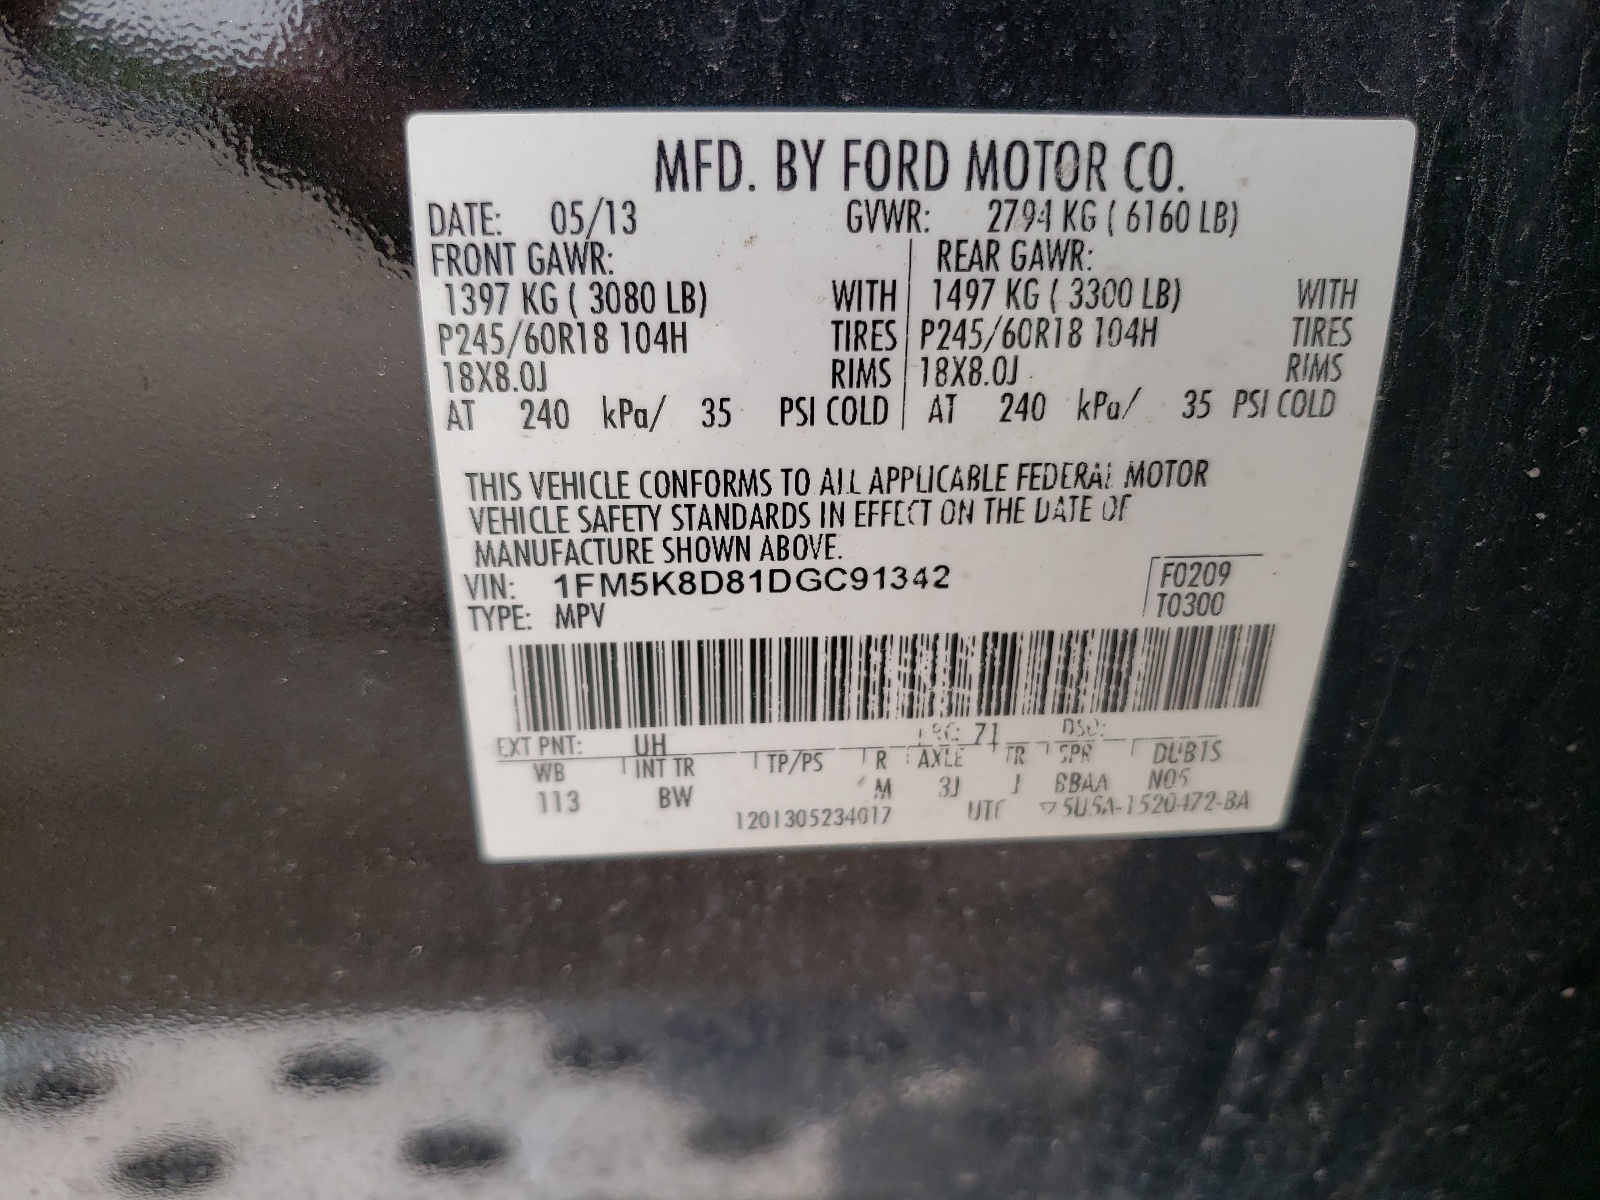 MFD. BY FORD MOTOR CO.
DATE: 05/13 GVWR: 2794 KG ( 6160 LB)
FRONT GAWR: REAR GAWR:
1397 KG ( 3080 LB) WITH 1497 KG ( 3300 LB) WITH
P245/60R18 104H TIRES P245/60R18 104H TIRES
18X8.0J RIMS 18X8.0J RIMS
AT 240 kPa/ 35 PSI COLD AT 240 kPa/ 35 PSI COLD
THIS VEHICLE CONFORMS TO ALL APPLICABLE FEDERAL MOTOR
VEHICLE SAFETY STANDARDS IN EFFECT ON THE DATE OF
MANUFACTURE SHOWN ABOVE.
VIN: 1FM5K8D81DGC91342 F0209
TYPE: MPV T0300
EXT PNT: UH 71 DSO:
WB INT TR TP/PS R AXLE TR SPR
113 BW M 3J J BBAA
1201305234017 5U5A-1520472-BA